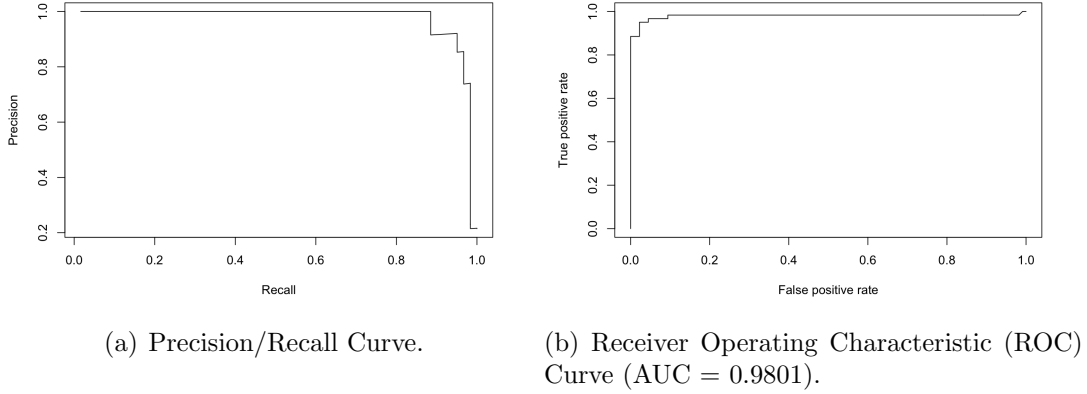 1.0
0.8
0.6
0.4
0.2
Precision
0.0 0.2 0.4 0.6 0.8 1.0
Recall
(a) Precision/Recall Curve.
1.0
0.8
0.6
0.4
0.2
0.0
True positive rate
0.0 0.2 0.4 0.6 0.8 1.0
False positive rate
(b) Receiver Operating Characteristic (ROC)
Curve (AUC = 0.9801).